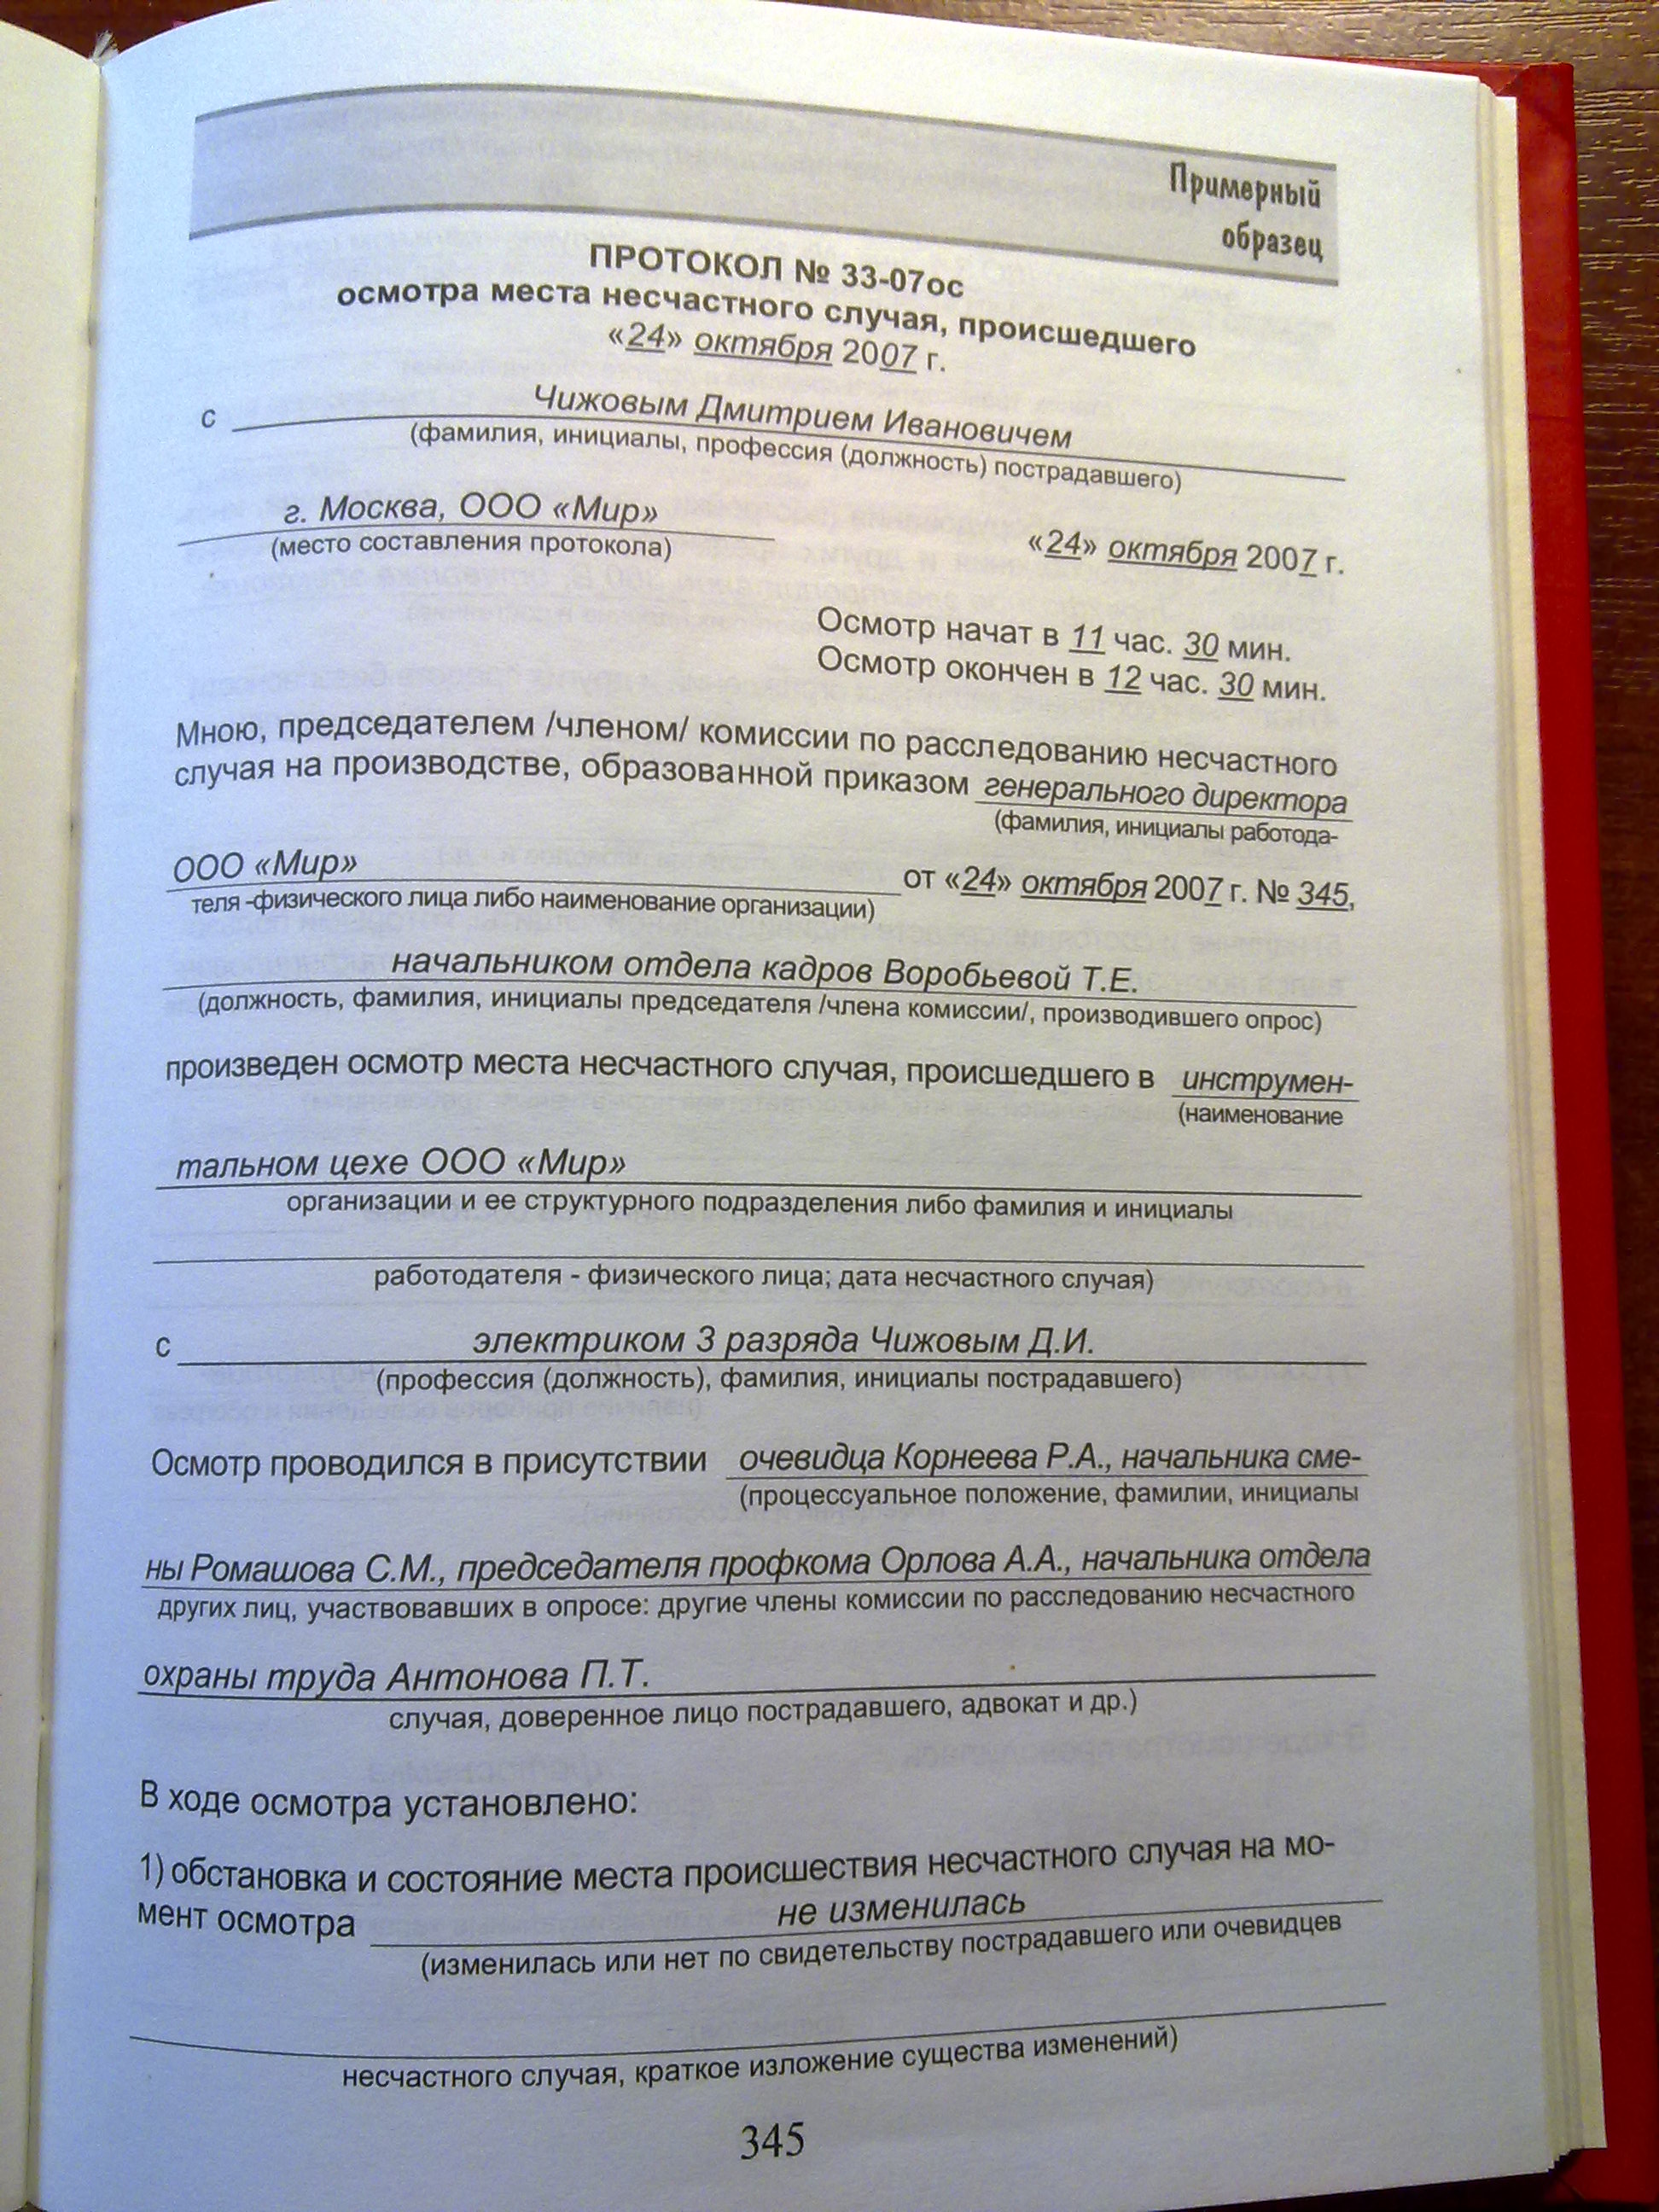 Примерный
образец
ПРОТОКОЛ № 33-07ос
осмотра места несчастного случая, происшедшего
«24» октября 2007 г.
с Чижовым Дмитрием Ивановичем
(фамилия, инициалы, профессия (должность) пострадавшего)
г. Москва, ООО «Мир»
(место составления протокола)
«24» октября 2007 г.
Осмотр начат в 11 час. 30 мин.
Осмотр окончен в 12 час. 30 мин.
Мною, председателем /членом/ комиссии по расследованию несчастного
случая на производстве, образованной приказом генерального директора
(фамилия, инициалы работода-
ООО «Мир» от «24» октября 2007 г. № 345,
теля -физического лица либо наименование организации)
начальником отдела кадров Воробьевой Т.Е.
(должность, фамилия, инициалы председателя /члена комиссии/, производившего опрос)
произведен осмотр места несчастного случая, происшедшего в инструмен-
(наименование
тальном цехе ООО «Мир»
организации и ее структурного подразделения либо фамилия и инициалы
работодателя - физического лица; дата несчастного случая)
с электриком 3 разряда Чижовым Д.И.
(профессия (должность), фамилия, инициалы пострадавшего)
Осмотр проводился в присутствии очевидца Корнеева Р.А., начальника сме-
(процессуальное положение, фамилии, инициалы
ны Ромашова С.М., председателя профкома Орлова А.А., начальника отдела
других лиц, участвовавших в опросе: другие члены комиссии по расследованию несчастного
охраны труда Антонова П.Т.
случая, доверенное лицо пострадавшего, адвокат и др.)
В ходе осмотра установлено:
1) обстановка и состояние места происшествия несчастного случая на мо-
мент осмотра не изменилась
(изменилась или нет по свидетельству пострадавшего или очевидцев
несчастного случая, краткое изложение существа изменений)
345